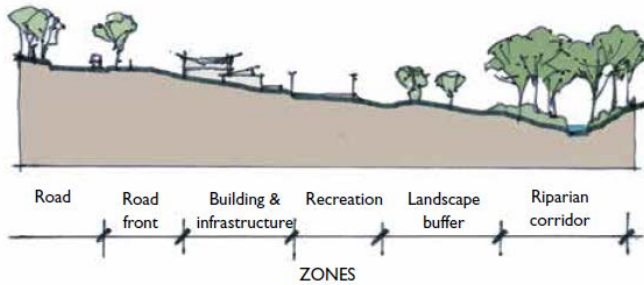 Road
Road
front
Building &
infrastructure
Recreation
Landscape
buffer
Riparian
corridor
ZONES